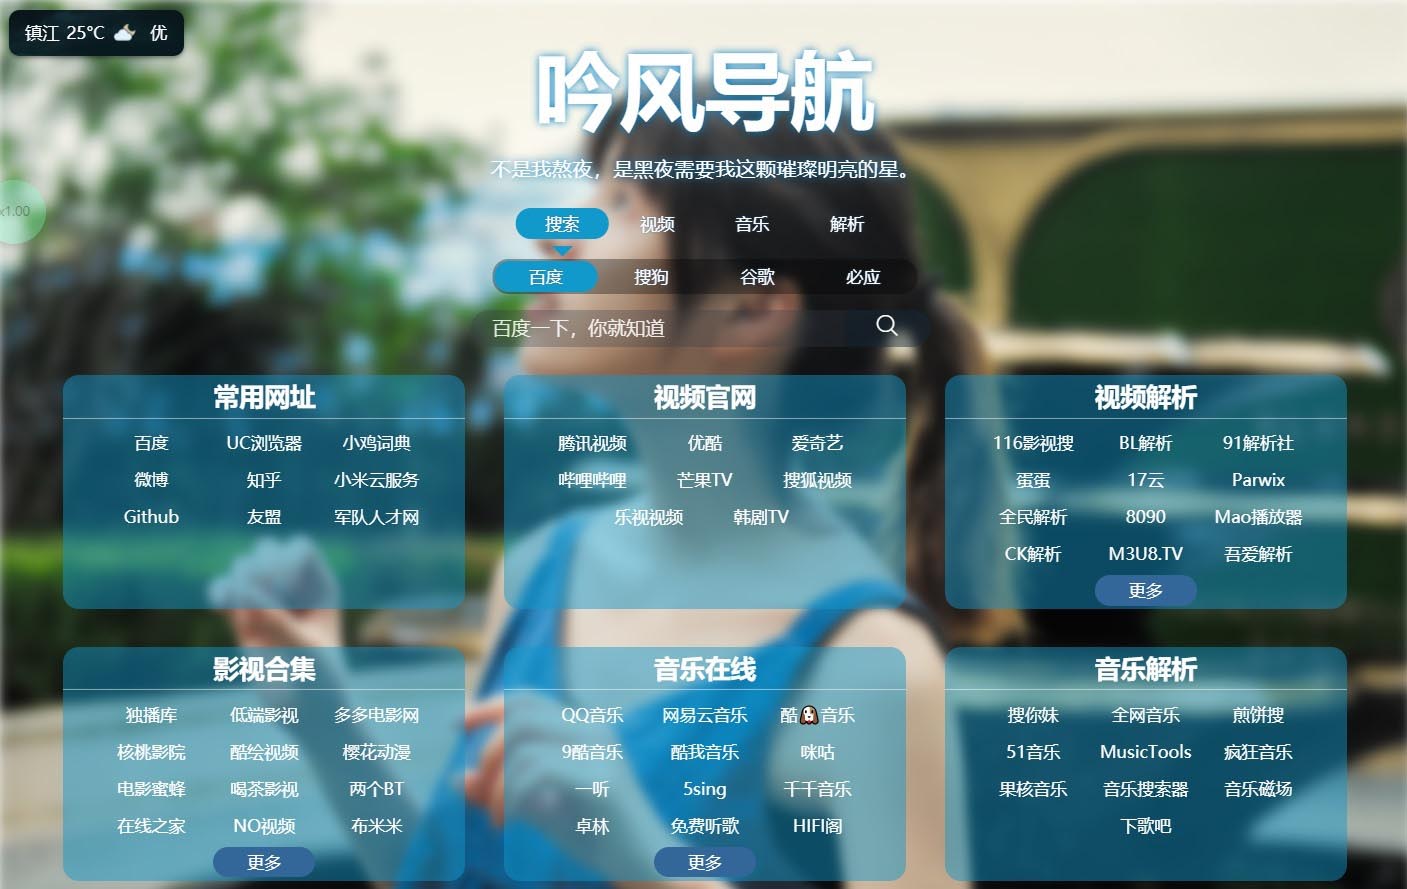 镇江 25°C 优
吟风导航
不是我熬夜，是黑夜需要我这颗璀璨明亮的星。
x1.00
搜索 视频 音乐 解析
百度 搜狗 谷歌 必应
百度一下，你就知道
常用网址
百度 UC浏览器 小鸡词典
微博 知乎 小米云服务
Github 友盟 军队人才网
视频官网
腾讯视频 优酷 爱奇艺
哔哩哔哩 芒果TV 搜狐视频
乐视视频 韩剧TV
视频解析
116影视搜 BL解析 91解析社
蛋蛋 17云 Parwix
全民解析 8090 Mao播放器
CK解析 M3U8.TV 吾爱解析
更多
影视合集
独播库 低端影视 多多电影网
核桃影院 酷绘视频 樱花动漫
电影蜜蜂 喝茶影视 两个BT
在线之家 NO视频 布米米
更多
音乐在线
QQ音乐 网易云音乐 酷音乐
9酷音乐 酷我音乐 咪咕
一听 5sing 千千音乐
卓林 免费听歌 HIFI阁
更多
音乐解析
搜你妹 全网音乐 煎饼搜
51音乐 MusicTools 疯狂音乐
果核音乐 音乐搜索器 音乐磁场
下歌吧